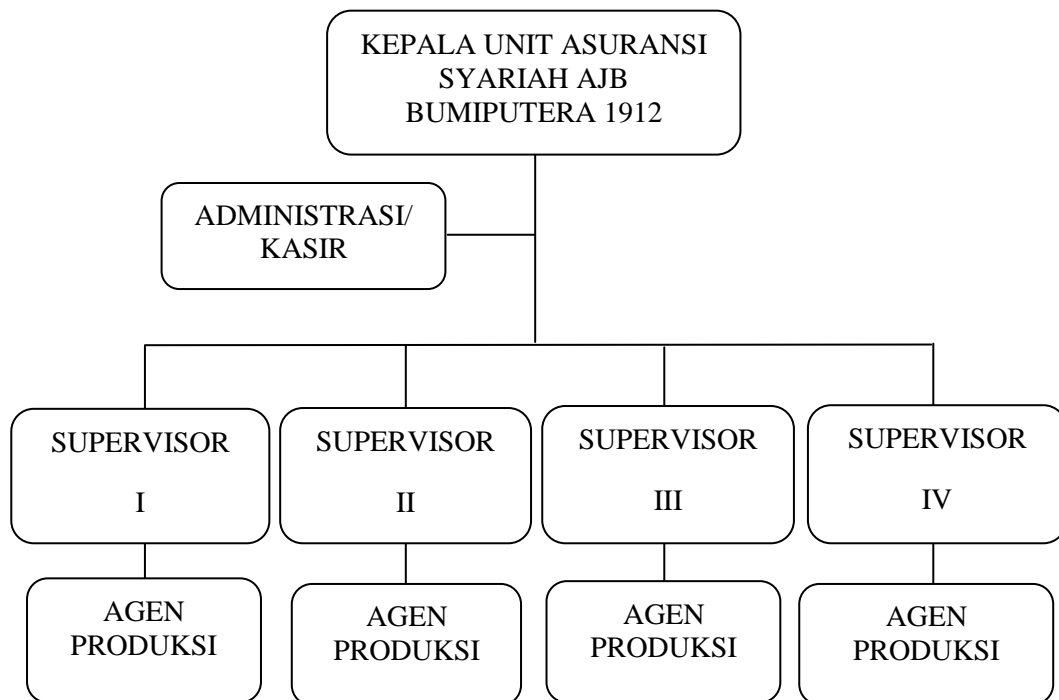 KEPALA UNIT ASURANSI
SYARIAH AJB
BUMIPUTERA 1912
ADMINISTRASI/
KASIR
SUPERVISOR
I
SUPERVISOR
II
SUPERVISOR
III
SUPERVISOR
IV
AGEN
PRODUKSI
AGEN
PRODUKSI
AGEN
PRODUKSI
AGEN
PRODUKSI